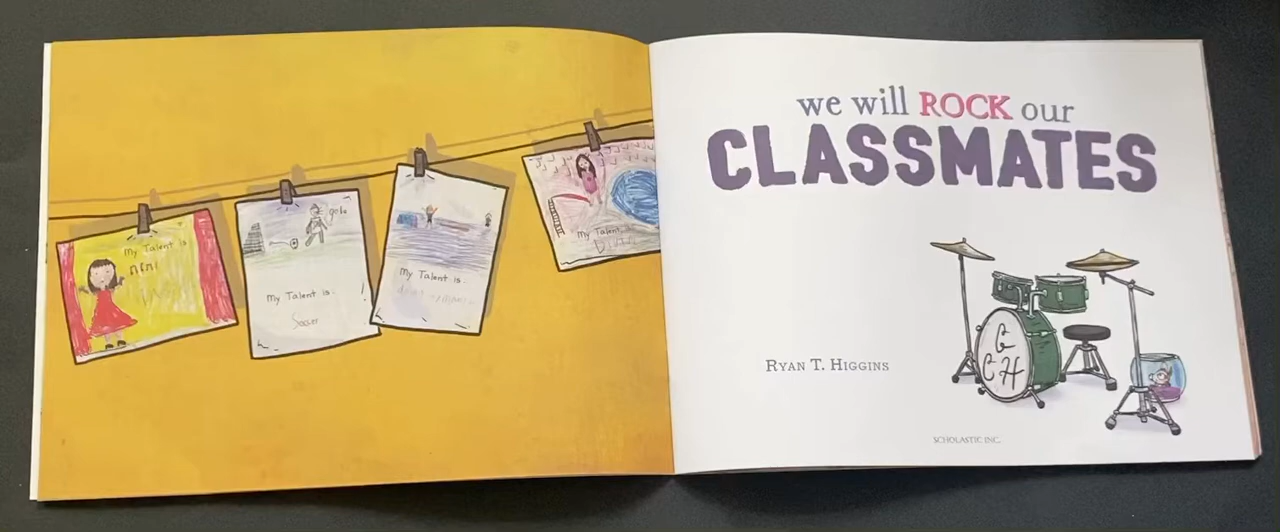 My Talent is
goal
My Talent is
!
Soccer
My Talent is
My Talent is
we will ROCK our
CLASSMATES
G
C H
RYAN T. HIGGINS
SCHOLASTIC INC.